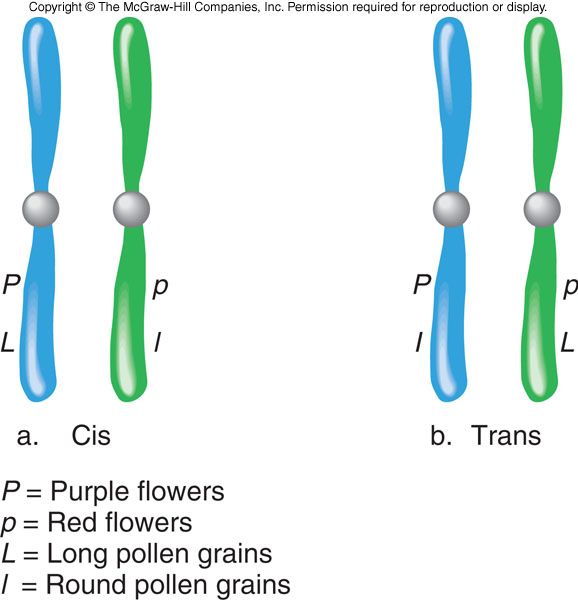 Copyright © The McGraw-Hill Companies, Inc. Permission required for reproduction or display.
P p P p
L l l L
a. Cis b. Trans
P = Purple flowers
p = Red flowers
L = Long pollen grains
l = Round pollen grains